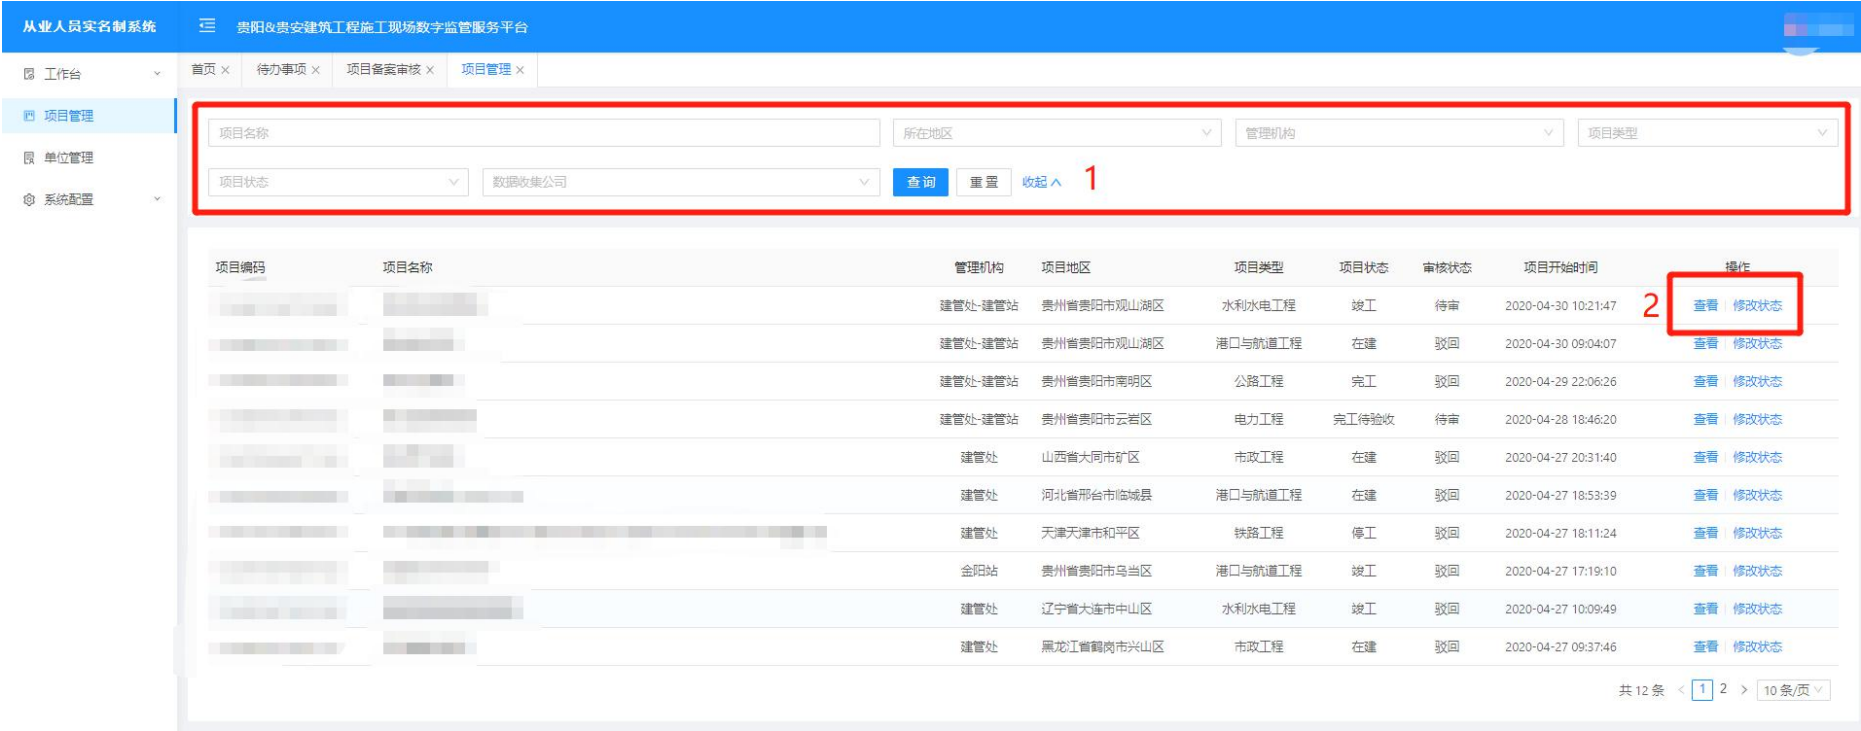 从业人员实名制系统
贵阳&贵安建筑工程施工现场数字监管服务平台
工作台
项目管理
单位管理
系统配置
首页 × 待办事项 × 项目备案审核 × 项目管理 ×
项目名称 所在地区 管理机构 项目类型
项目状态 数据收集公司 查询 重置 收起 1
项目编码 项目名称 管理机构 项目地区 项目类型 项目状态 审核状态 项目开始时间 操作
建管处-建管站 贵州省贵阳市观山湖区 水利水电工程 竣工 待审 2020-04-30 10:21:47 2 查看 修改状态
建管处-建管站 贵州省贵阳市观山湖区 港口与航道工程 在建 驳回 2020-04-30 09:04:07 查看 修改状态
建管处-建管站 贵州省贵阳市南明区 公路工程 完工 驳回 2020-04-29 22:06:26 查看 修改状态
建管处-建管站 贵州省贵阳市云岩区 电力工程 完工待验收 待审 2020-04-28 18:46:20 查看 修改状态
建管处 山西省大同市矿区 市政工程 在建 驳回 2020-04-27 20:31:40 查看 修改状态
建管处 河北省邢台市临城县 港口与航道工程 在建 驳回 2020-04-27 18:53:39 查看 修改状态
建管处 天津天津市和平区 铁路工程 停工 驳回 2020-04-27 18:11:24 查看 修改状态
金阳站 贵州省贵阳市乌当区 港口与航道工程 竣工 驳回 2020-04-27 17:19:10 查看 修改状态
建管处 辽宁省大连市中山区 水利水电工程 竣工 驳回 2020-04-27 10:09:49 查看 修改状态
建管处 黑龙江省鹤岗市兴山区 市政工程 在建 驳回 2020-04-27 09:37:46 查看 修改状态
共 12 条 < 1 2 > 10 条/页